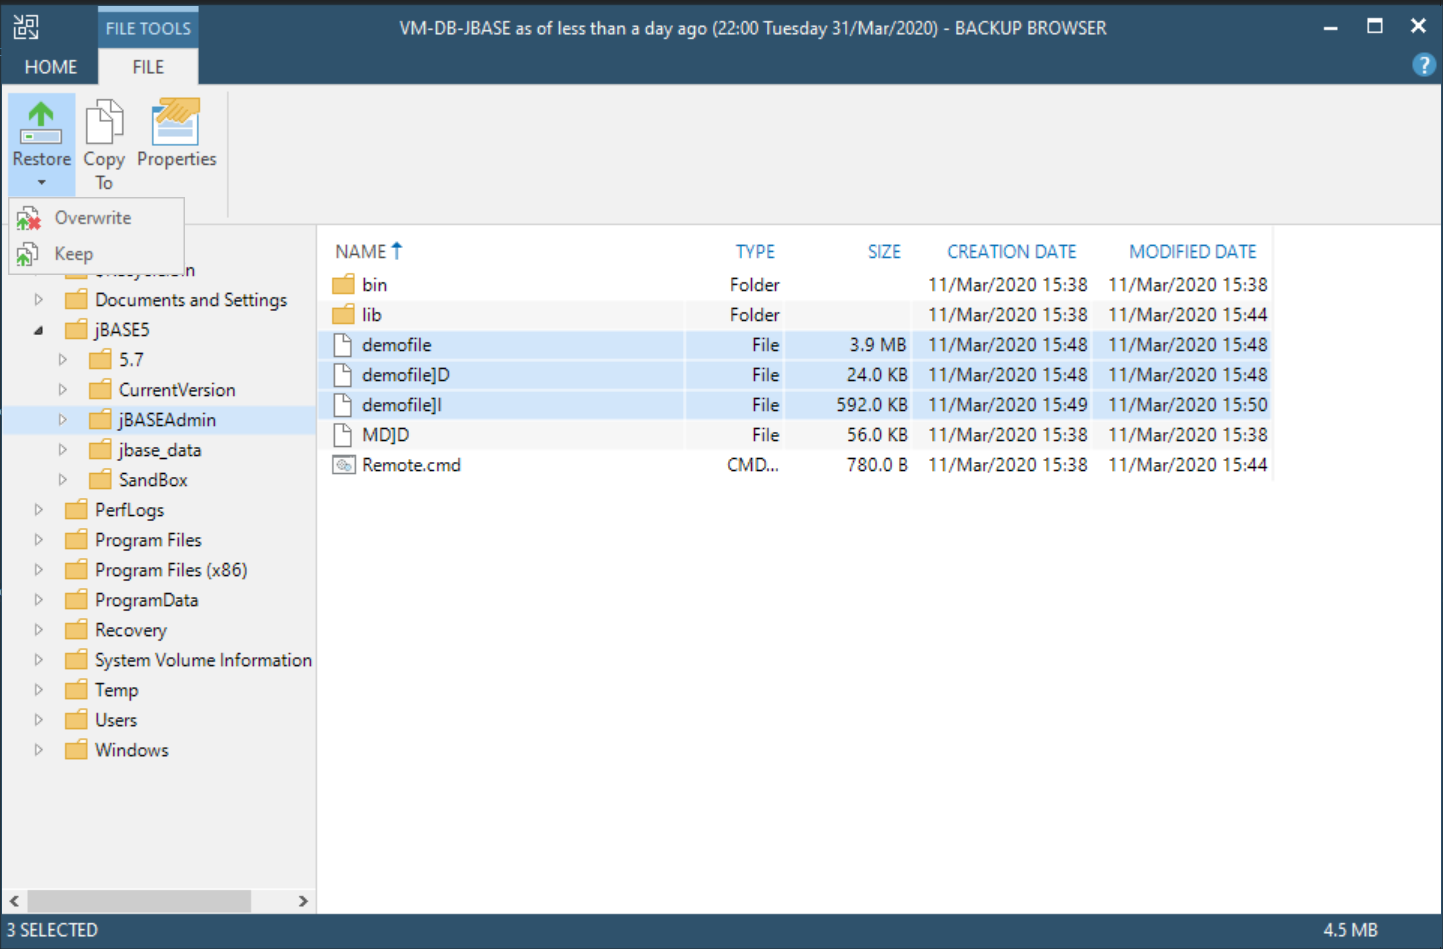 FILE TOOLS
VM-DB-JBASE as of less than a day ago (22:00 Tuesday 31/Mar/2020) - BACKUP BROWSER
HOME
FILE
?
Restore
Copy To
Properties
Overwrite
Keep
Documents and Settings
jBASE5
5.7
CurrentVersion
jBASEAdmin
jbase_data
SandBox
PerfLogs
Program Files
Program Files (x86)
ProgramData
Recovery
System Volume Information
Temp
Users
Windows
NAME TYPE SIZE CREATION DATE MODIFIED DATE
bin Folder 11/Mar/2020 15:38 11/Mar/2020 15:38
lib Folder 11/Mar/2020 15:38 11/Mar/2020 15:44
demofile File 3.9 MB 11/Mar/2020 15:48 11/Mar/2020 15:48
demofile]D File 24.0 KB 11/Mar/2020 15:48 11/Mar/2020 15:48
demofile]I File 592.0 KB 11/Mar/2020 15:49 11/Mar/2020 15:50
MD]D File 56.0 KB 11/Mar/2020 15:38 11/Mar/2020 15:38
Remote.cmd CMD... 780.0 B 11/Mar/2020 15:38 11/Mar/2020 15:44
3 SELECTED
4.5 MB